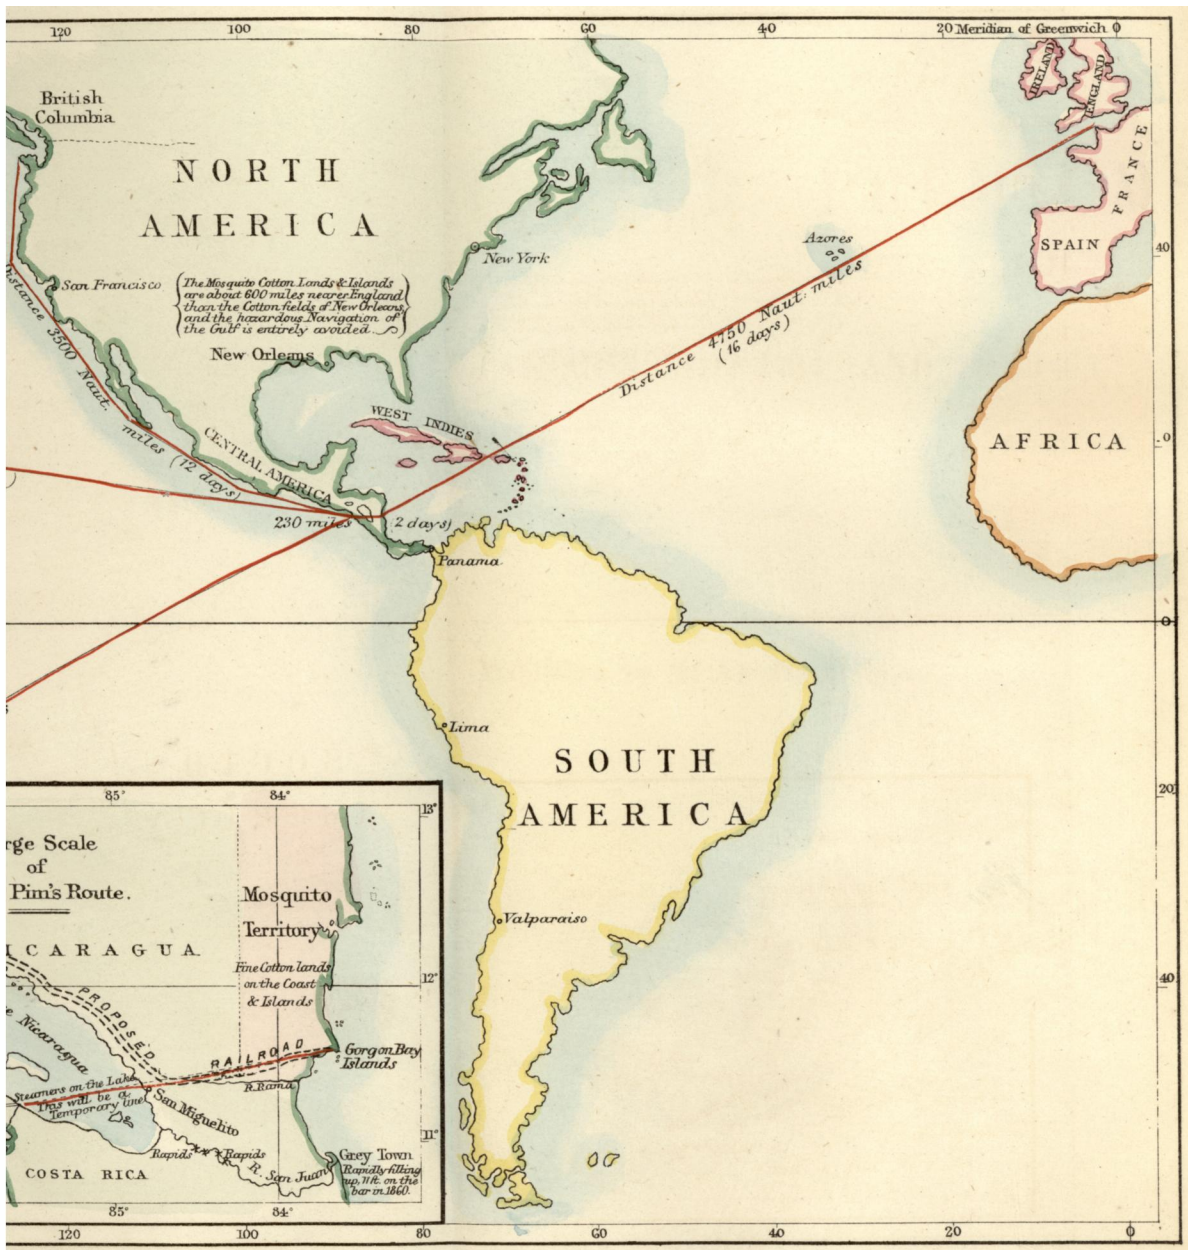 120 100 80 60 40 20 Meridian of Greenwich 0
British
Columbia
IRELAND
ENGLAND
FRANCE
NORTH
AMERICA
New York
Azores
SPAIN
40
San Francisco
The Mosquito Cotton Lands & Islands
are about 600 miles nearer England
than the Cotton fields of New Orleans,
and the hazardous Navigation of
the Gulf is entirely avoided.
New Orleans
Distance 3500 Naut.
miles (12 days)
Distance 4750 Naut. miles
(16 days)
WEST INDIES
CENTRAL AMERICA
AFRICA
230 miles
2 days)
Panama
0
Lima
SOUTH
AMERICA
20
Valparaiso
40
85° 84°
13°
rge Scale
of
Pim's Route.
Mosquito
Territory
ICARAGUA
Fine Cotton lands
on the Coast
& Islands
12°
PROPOSED
RAILROAD
e Nicaragua
Gorgon Bay
Islands
R. Rama
Steamers on the Lake
This will be a
Temporary line
San Miguelito
11°
Rapids Rapids
R. San Juan
Grey Town
Rapidly filling
up, 11 ft. on the
bar in 1860.
COSTA RICA
85° 84°
120 100 80 60 40 20 0